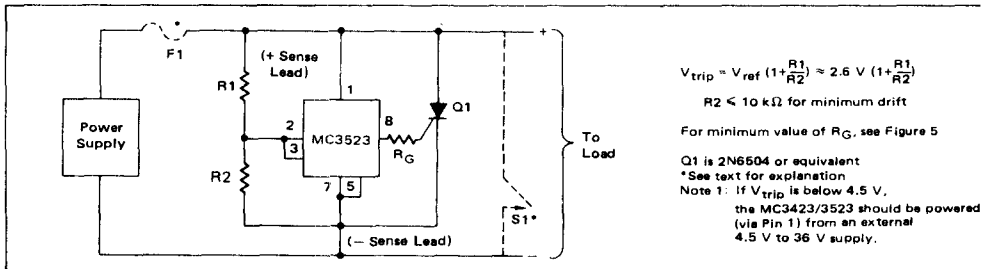 F1
*
(+ Sense
Lead)
R1
1
Q1
+
Power
Supply
2
3
MC3523
8
RG
To
Load
R2
7
5
S1*
(− Sense Lead)
−
Vtrip = Vref (1+R1/R2) ≈ 2.6 V (1+R1/R2)
R2 ≤ 10 kΩ for minimum drift
For minimum value of RG, see Figure 5
Q1 is 2N6504 or equivalent
*See text for explanation
Note 1: If Vtrip is below 4.5 V,
the MC3423/3523 should be powered
(via Pin 1) from an external
4.5 V to 36 V supply.